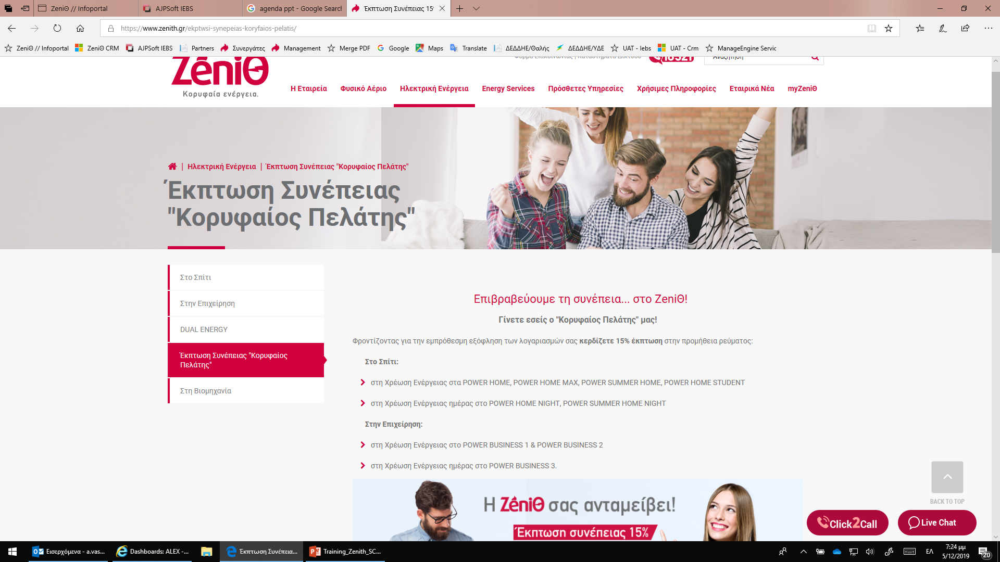 ZeniΘ // Infoportal
AJPSoft IEBS
agenda ppt - Google Search
Έκπτωση Συνέπειας 15
https://www.zenith.gr/ekptwsi-synepeias-koryfaios-pelatis/
ZeniΘ // Infoportal
ZeniΘ CRM
AJPSoft IEBS
Partners
Συνεργάτες
Management
Merge PDF
Google
Maps
Translate
ΔΕΔΔΗΕ/Θαλής
ΔΕΔΔΗΕ/ΥΔΕ
UAT - Iebs
UAT - Crm
ManageEngine Servic
Φόρμα Επικοινωνίας | Καταστήματα Δικτύου
18321
Αναζήτηση
ZeniΘ
Κορυφαία ενέργεια.
Η Εταιρεία
Φυσικό Αέριο
Ηλεκτρική Ενέργεια
Energy Services
Πρόσθετες Υπηρεσίες
Χρήσιμες Πληροφορίες
Εταιρικά Νέα
myZeniΘ
| Ηλεκτρική Ενέργεια | Έκπτωση Συνέπειας "Κορυφαίος Πελάτης"
Έκπτωση Συνέπειας
"Κορυφαίος Πελάτης"
Στο Σπίτι
Στην Επιχείρηση
DUAL ENERGY
Έκπτωση Συνέπειας "Κορυφαίος
Πελάτης"
Στη Βιομηχανία
Επιβραβεύουμε τη συνέπεια... στο ZeniΘ!
Γίνετε εσείς ο "Κορυφαίος Πελάτης" μας!
Φροντίζοντας για την εμπρόθεσμη εξόφληση των λογαριασμών σας κερδίζετε 15% έκπτωση στην προμήθεια ρεύματος:
Στο Σπίτι:
στη Χρέωση Ενέργειας στα POWER HOME, POWER HOME MAX, POWER SUMMER HOME, POWER HOME STUDENT
στη Χρέωση Ενέργειας ημέρας στο POWER HOME NIGHT, POWER SUMMER HOME NIGHT
Στην Επιχείρηση:
στη Χρέωση Ενέργειας στο POWER BUSINESS 1 & POWER BUSINESS 2
στη Χρέωση Ενέργειας ημέρας στο POWER BUSINESS 3.
Η ZeniΘ σας ανταμείβει!
Έκπτωση συνέπειας 15%
BACK TO TOP
Click2Call
Live Chat
Εισερχόμενα - a.vas...
Dashboards: ALEX -...
Έκπτωση Συνέπεια...
Training_Zenith_SC...
ΕΛ
7:24 μμ
5/12/2019
20